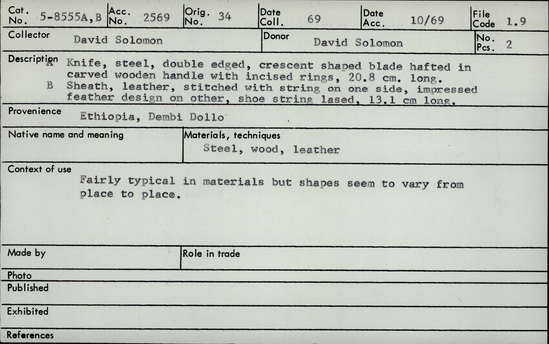 Cat. No. 5-8555A,B Acc. No. 2569 Orig. No. 34 Date Coll. 69 Date Acc. 10/69 File Code 1.9
Collector David Solomon Donor David Solomon No. Pcs. 2
Description A Knife, steel, double edged, crescent shaped blade hafted in
carved wooden handle with incised rings, 20.8 cm. long.
B Sheath, leather, stitched with string on one side, impressed
feather design on other, shoe string lased, 13.1 cm long.
Provenience Ethiopia, Dembi Dollo
Native name and meaning Materials, techniques
Steel, wood, leather
Context of use
Fairly typical in materials but shapes seem to vary from
place to place.
Made by Role in trade
Photo
Published
Exhibited
References